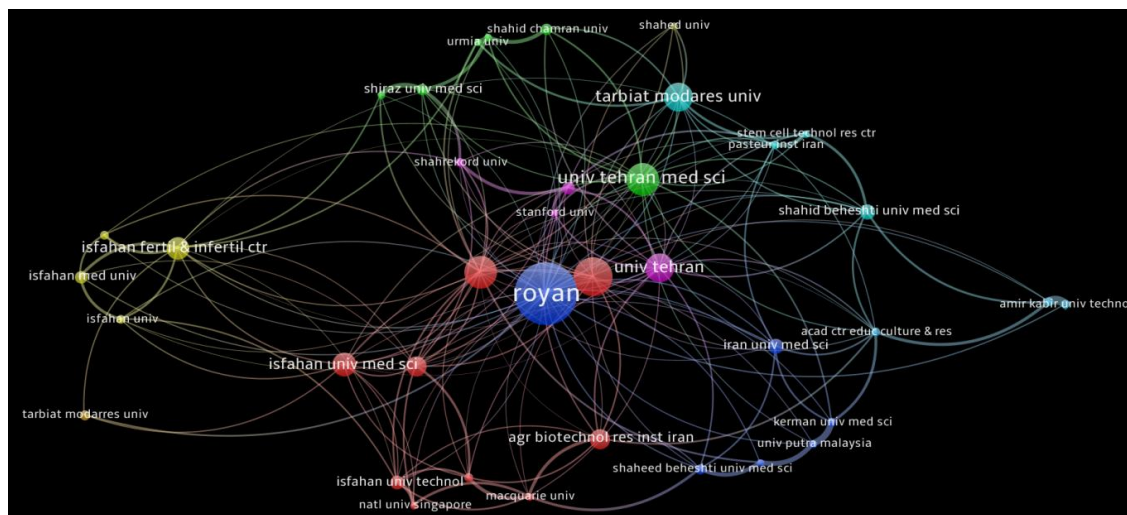 shahid chamran univ
shahed univ
urmia univ
shiraz univ med sci
tarbiat modares univ
stem cell technol res ctr
pasteur inst iran
shahrekord univ
univ tehran med sci
stanford univ
shahid beheshti univ med sci
isfahan fertil & infertil ctr
isfahan med univ
univ tehran
royan
amir kabir univ techno
isfahan univ
acad ctr educ culture & res
iran univ med sci
isfahan univ med sci
tarbiat modarres univ
kerman univ med sci
agr biotechnol res inst iran
univ putra malaysia
shaheed beheshti univ med sci
isfahan univ technol
macquarie univ
natl univ singapore